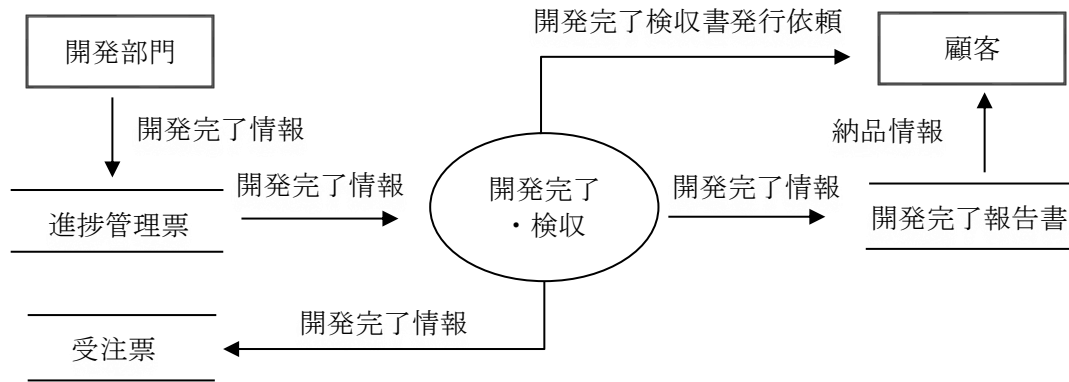 開発完了検収書発行依頼
開発部門
顧客
開発完了情報
納品情報
開発完了情報
開発完了
・検収
開発完了情報
進捗管理票
開発完了報告書
開発完了情報
受注票